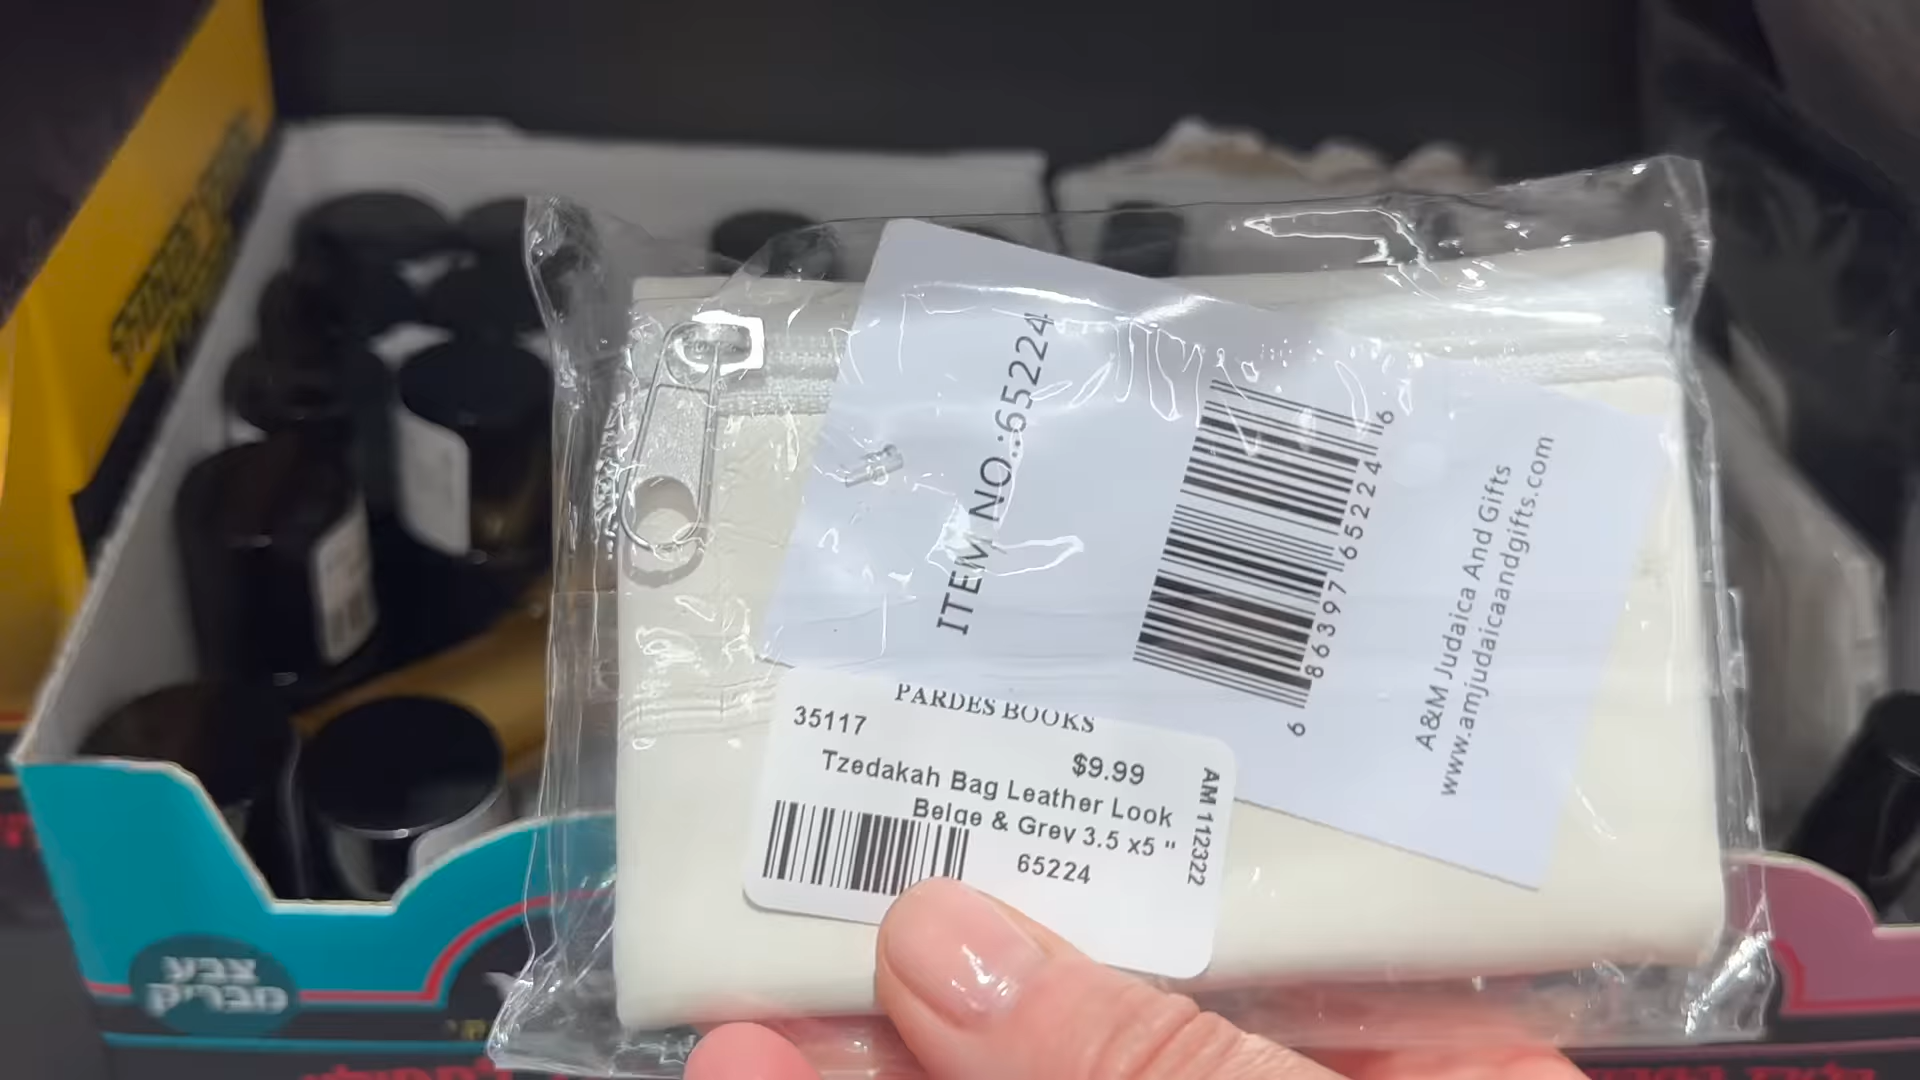 ITEM NO.:65224
6 86397 65224 6
A&M Judaica And Gifts
www.amjudaicaandgifts.com
PARDES BOOKS
35117
$9.99
Tzedakah Bag Leather Look
Beige & Grey 3.5 x5 "
65224
AM 112322
צבע
מבריק